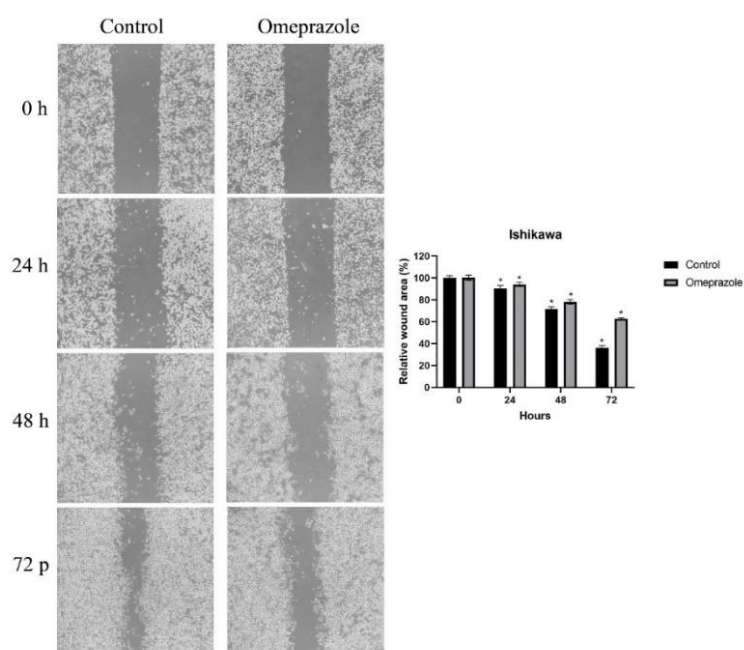 Control Omeprazole
0 h
24 h
48 h
72 p
Ishikawa
Relative wound area (%)
120
100
80
60
40
20
0
* * * * * *
0 24 48 72
Hours
Control
Omeprazole